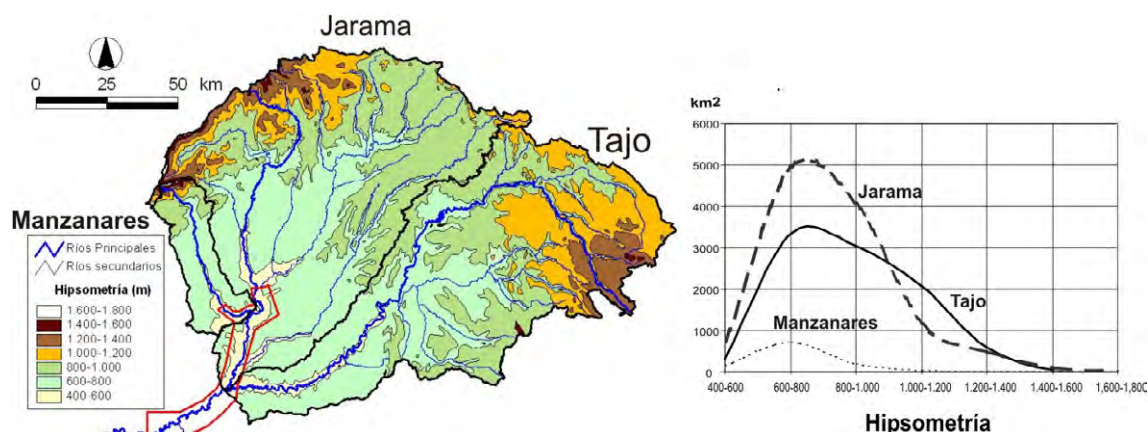 Jarama
0 25 50 km
Tajo
Manzanares
Ríos Principales
Ríos secundarios
Hipsometría (m)
1.600-1.800
1.400-1.600
1.200-1.400
1.000-1.200
800-1.000
600-800
400-600
km2
6000
5000
4000
3000
2000
1000
0
Jarama
Tajo
Manzanares
400-600 600-800 800-1.000 1.000-1.200 1.200-1.400 1.400-1.600 1,600-1,800
Hipsometría